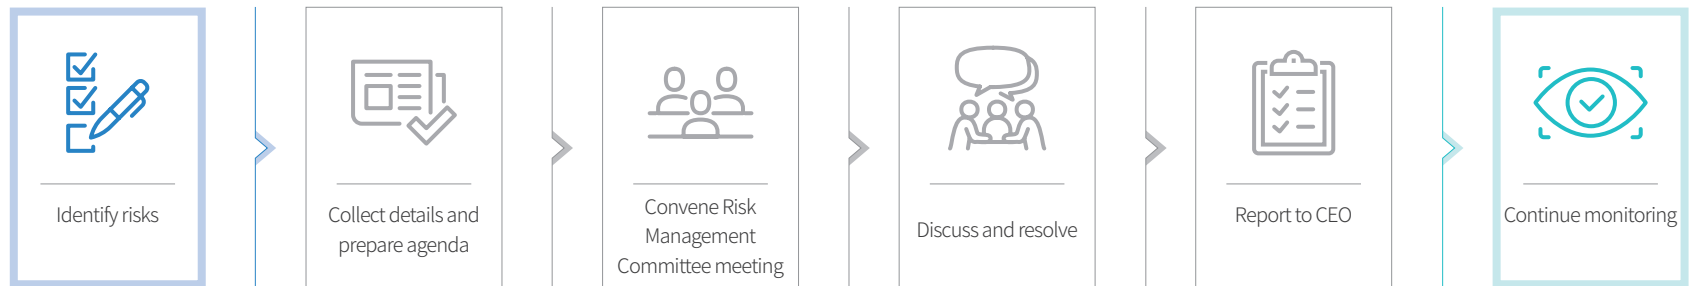 Identify risks
Collect details and
prepare agenda
Convene Risk
Management
Committee meeting
Discuss and resolve
Report to CEO
Continue monitoring